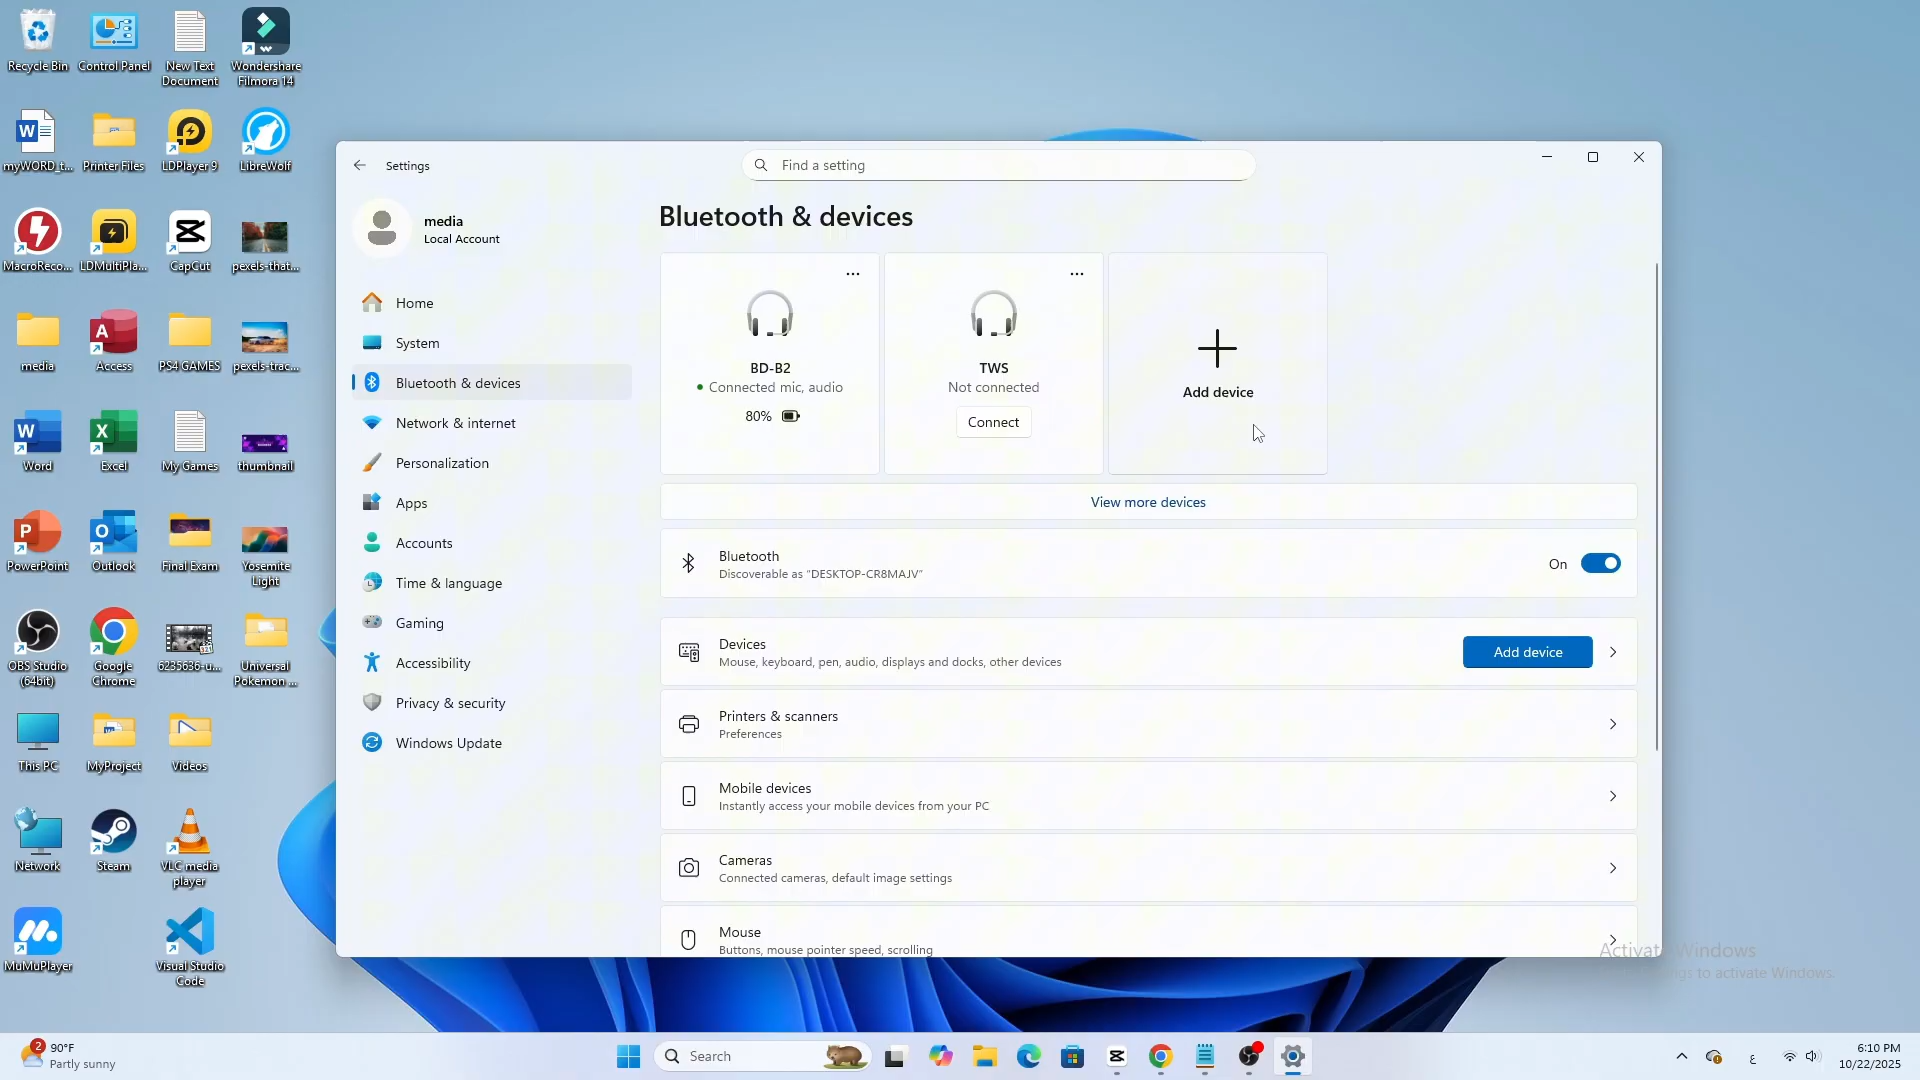 Recycle Bin
Control Panel
New Text
Document
Wondershare
Filmora 14
myWORD_t...
Printer Files
LDPlayer 9
LibreWolf
MacroReco...
LDMultiPla...
CapCut
pexels-that...
media
Access
PS4 GAMES
pexels-trac...
Word
Excel
My Games
thumbnail
PowerPoint
Outlook
Final Exam
Yosemite
Light
OBS Studio
(64bit)
Google
Chrome
6235636-u...
Universal
Pokemon ...
This PC
MyProject
Videos
Network
Steam
VLC media
player
MuMuPlayer
Visual Studio
Code
Settings
Find a setting
media
Local Account
Home
System
Bluetooth & devices
Network & internet
Personalization
Apps
Accounts
Time & language
Gaming
Accessibility
Privacy & security
Windows Update
Bluetooth & devices
BD-B2
Connected mic, audio
80%
TWS
Not connected
Connect
Add device
View more devices
Bluetooth
Discoverable as "DESKTOP-CR8MAJV"
On
Devices
Mouse, keyboard, pen, audio, displays and docks, other devices
Add device
Printers & scanners
Preferences
Mobile devices
Instantly access your mobile devices from your PC
Cameras
Connected cameras, default image settings
Mouse
Buttons, mouse pointer speed, scrolling
Activate Windows
to activate Windows.
2
90°F
Partly sunny
Search
ع
6:10 PM
10/22/2025